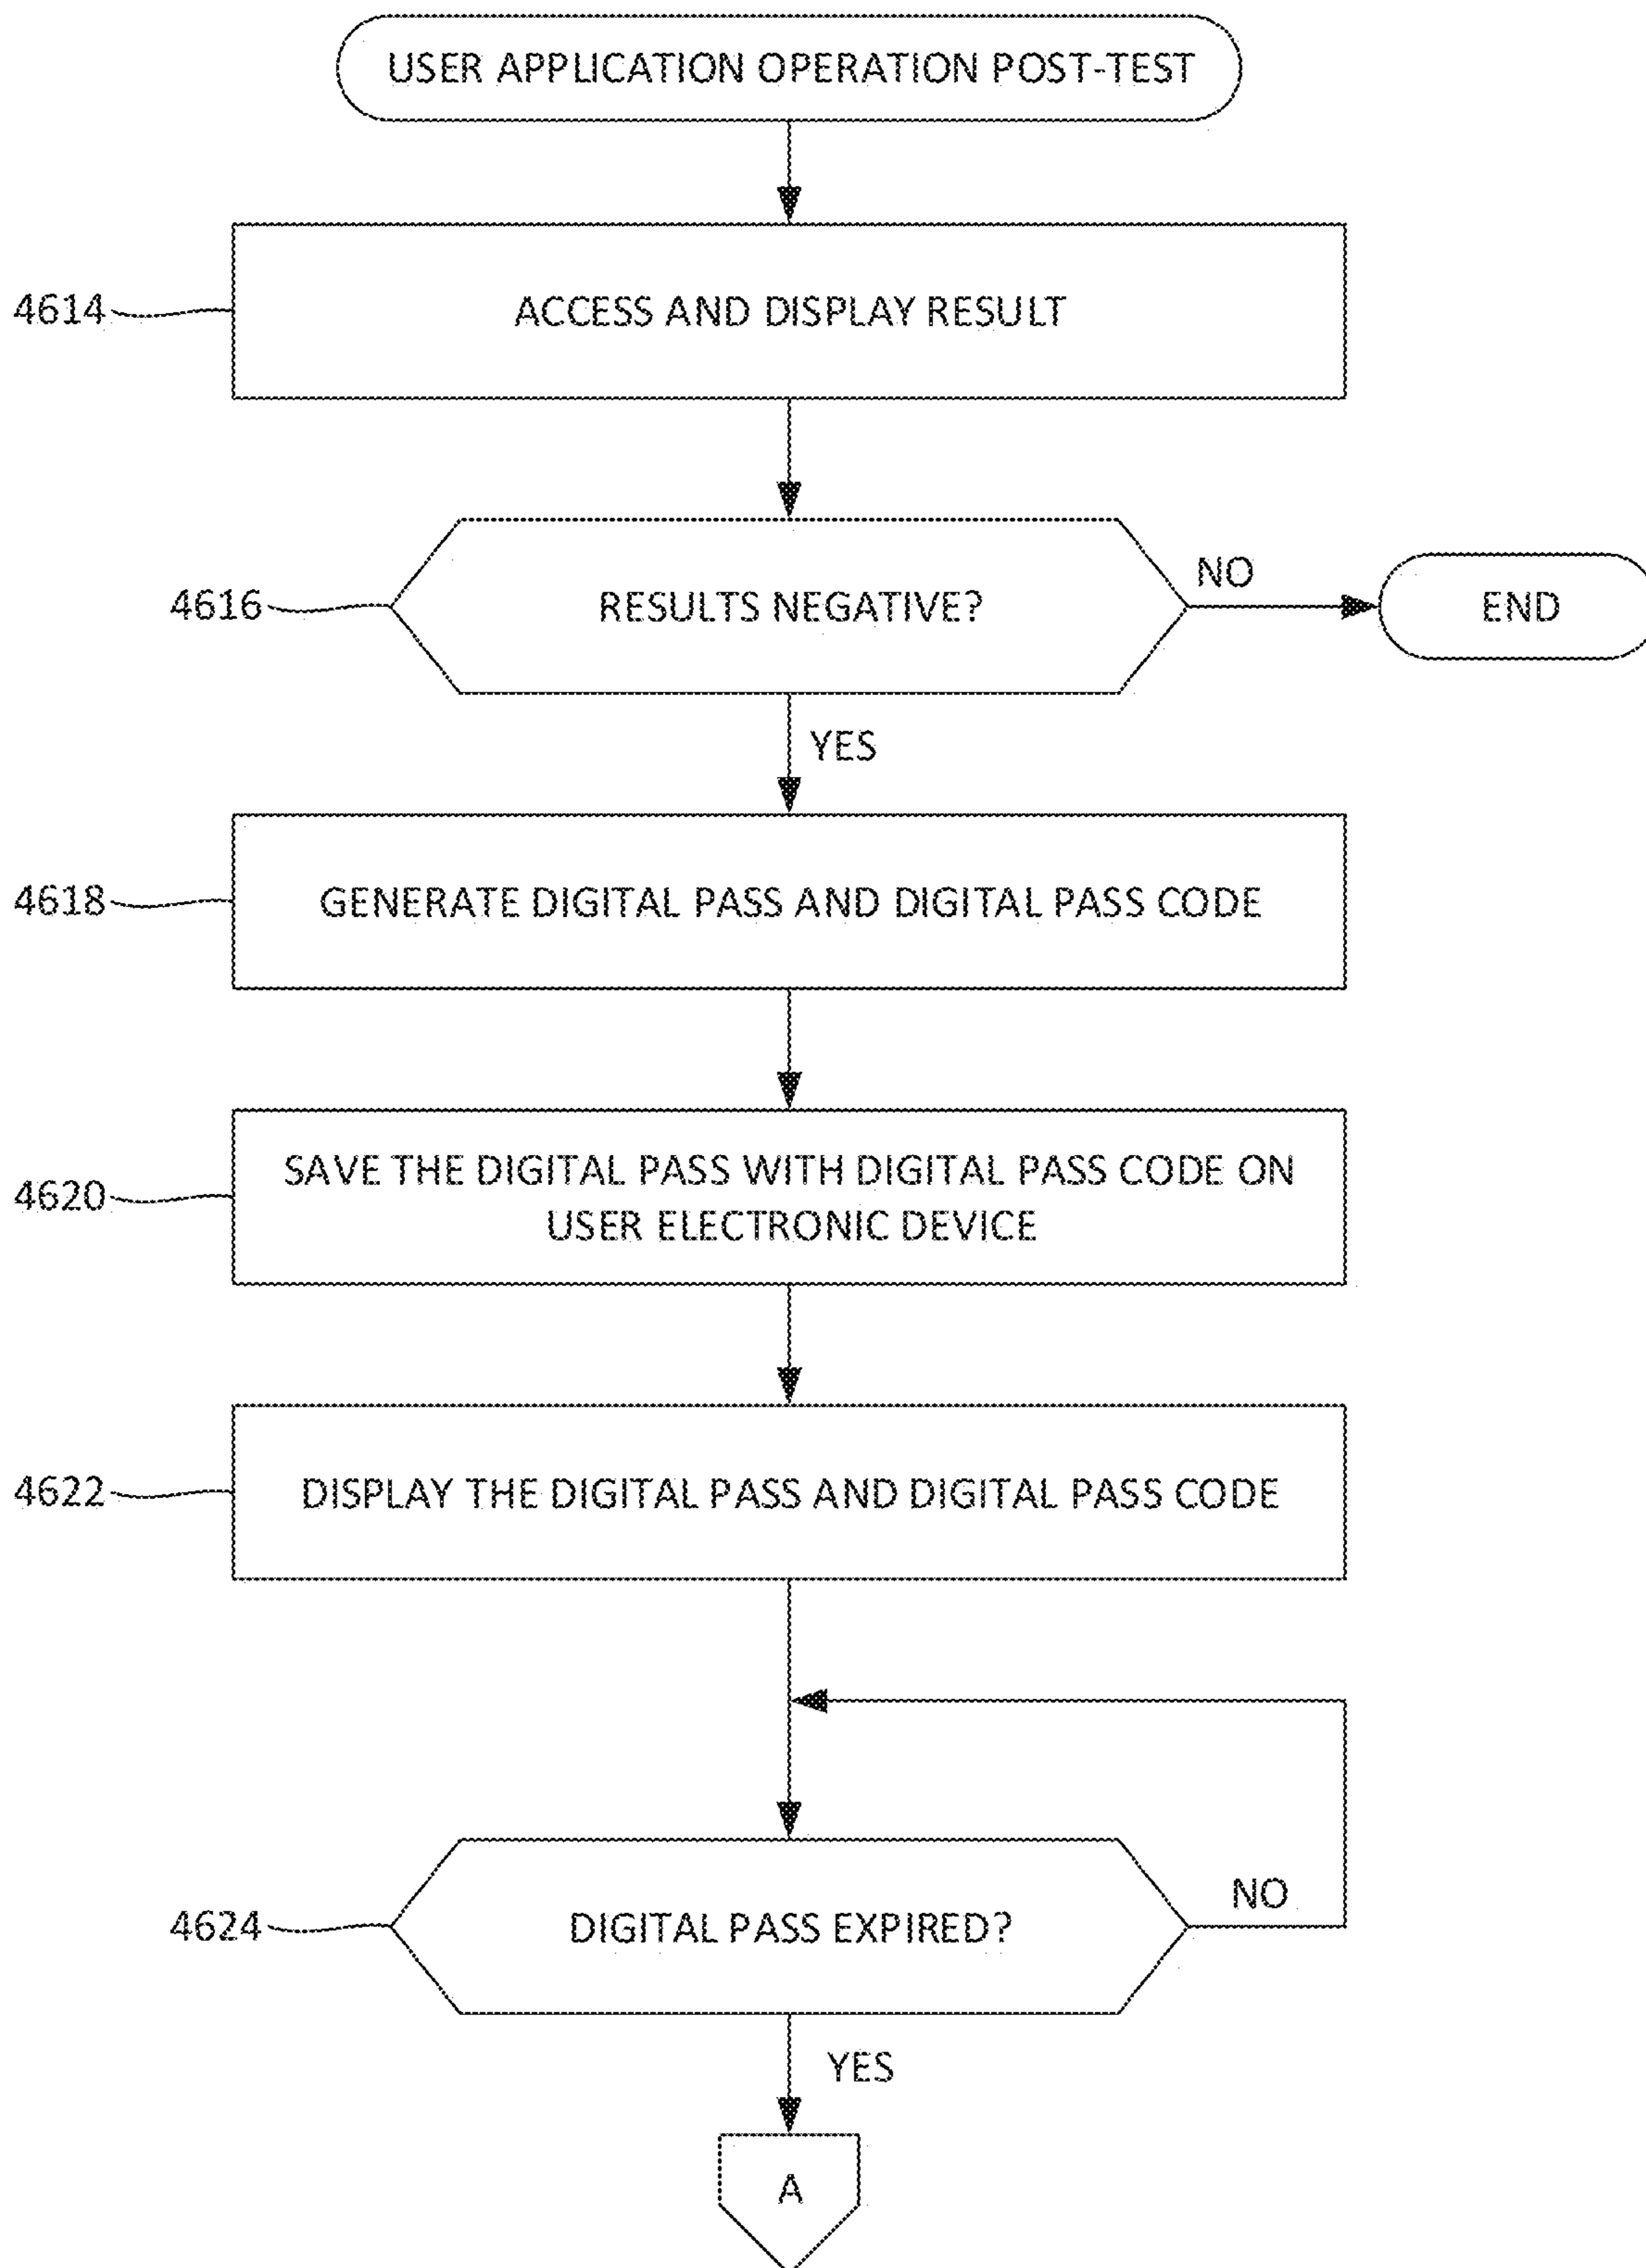 USER APPLICATION OPERATION POST-TEST
4614
ACCESS AND DISPLAY RESULT
4616
RESULTS NEGATIVE?
NO
END
YES
4618
GENERATE DIGITAL PASS AND DIGITAL PASS CODE
4620
SAVE THE DIGITAL PASS WITH DIGITAL PASS CODE ON
USER ELECTRONIC DEVICE
4622
DISPLAY THE DIGITAL PASS AND DIGITAL PASS CODE
4624
DIGITAL PASS EXPIRED?
NO
YES
A